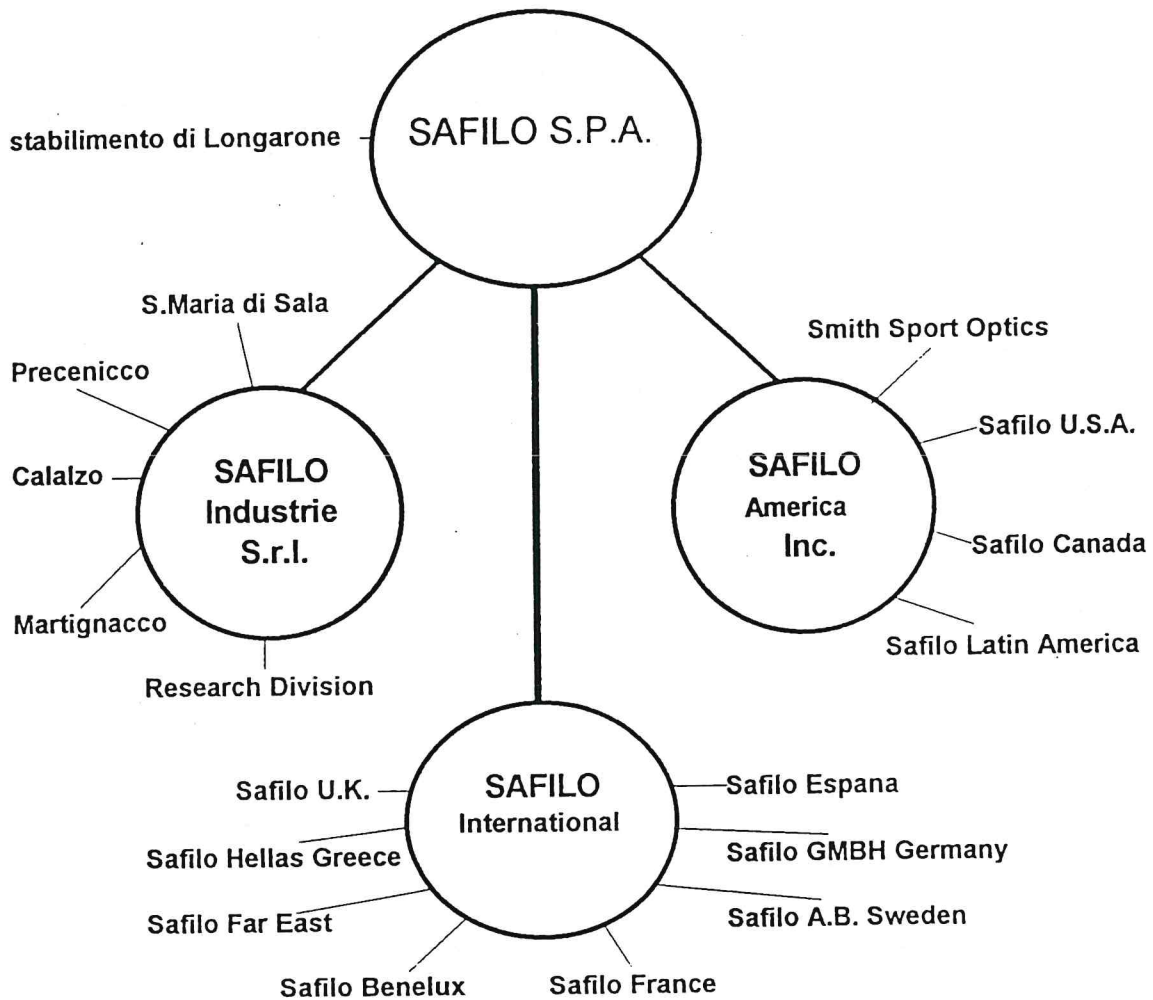 SAFILO S.P.A.
stabilimento di Longarone
S.Maria di Sala
Precenicco
Calalzo
Martignacco
Research Division
SAFILO
Industrie
S.r.l.
Smith Sport Optics
Safilo U.S.A.
Safilo Canada
Safilo Latin America
SAFILO
America
Inc.
SAFILO
International
Safilo U.K.
Safilo Hellas Greece
Safilo Far East
Safilo Benelux
Safilo France
Safilo Espana
Safilo GMBH Germany
Safilo A.B. Sweden